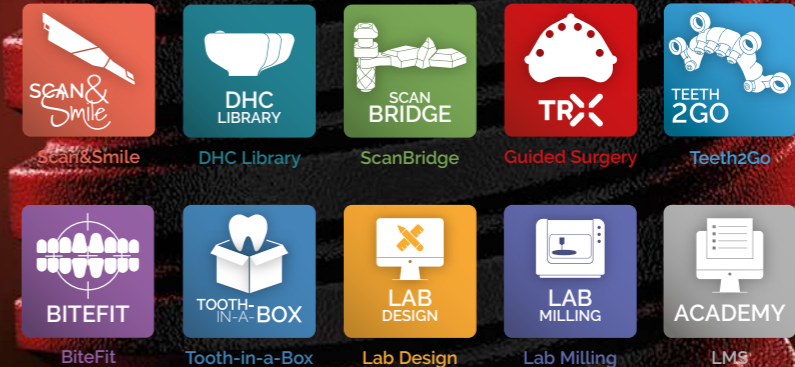 SCAN&
Smile
DHC
LIBRARY
SCAN
BRIDGE
TRX
TEETH
2GO
Scan&Smile
DHC Library
ScanBridge
Guided Surgery
Teeth2Go
BITEFIT
TOOTH-
IN-A-BOX
LAB
DESIGN
LAB
MILLING
ACADEMY
BiteFit
Tooth-in-a-Box
Lab Design
Lab Milling
LMS